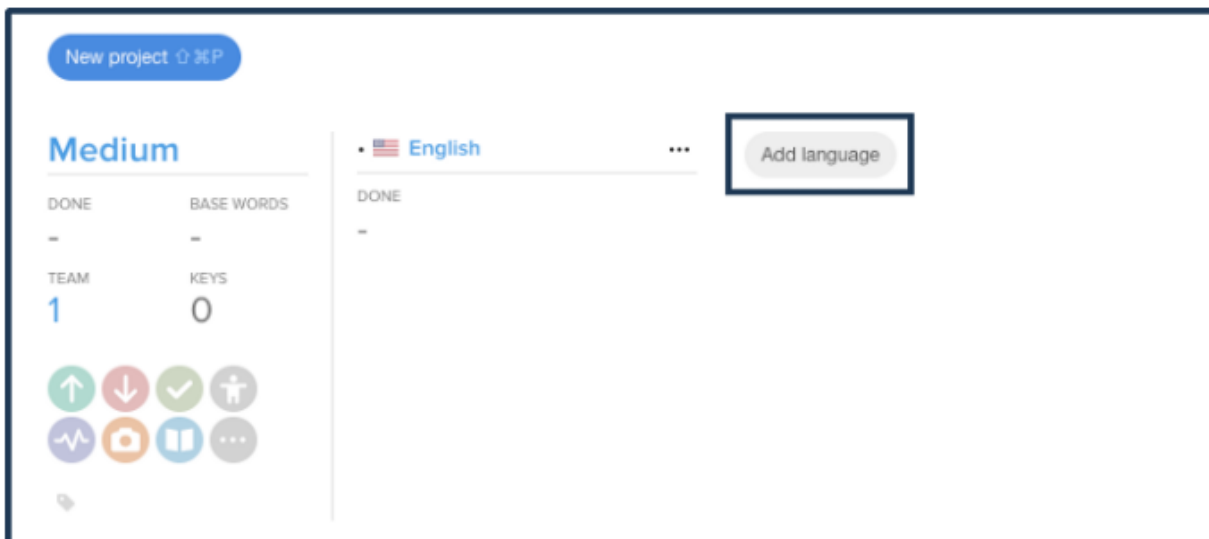 New project ⇧⌘P
Medium
DONE BASE WORDS
- -
TEAM KEYS
1 0
• English ...
DONE
-
Add language